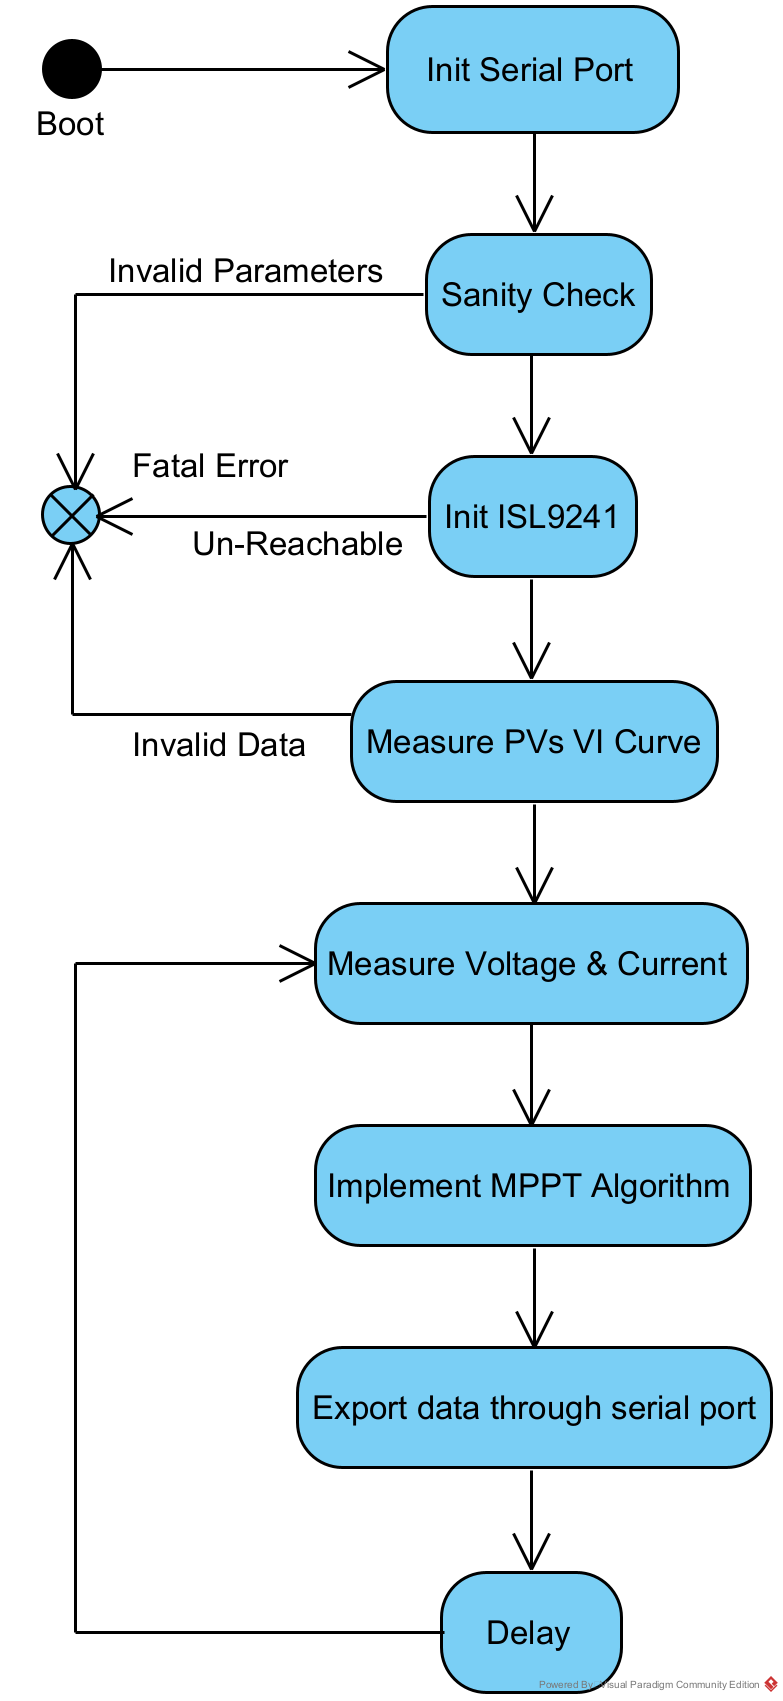 Init Serial Port
Boot
Invalid Parameters
Sanity Check
Fatal Error
Init ISL9241
Un-Reachable
Invalid Data
Measure PVs VI Curve
Measure Voltage & Current
Implement MPPT Algorithm
Export data through serial port
Delay
Powered By Visual Paradigm Community Edition